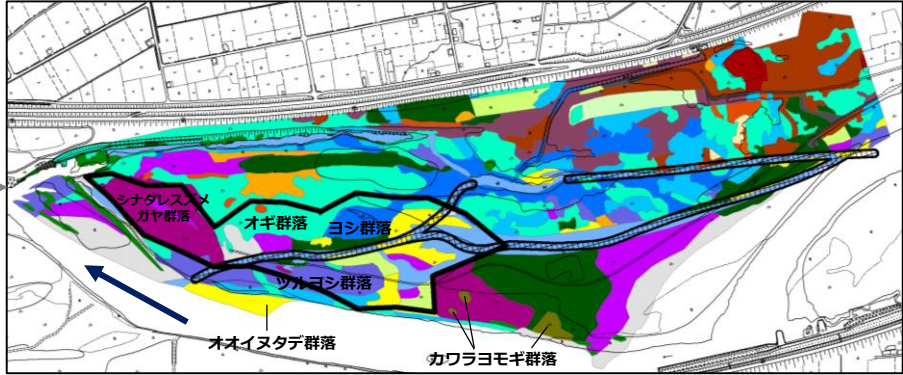 シナダレスズメ
ガヤ群落
オギ群落
ヨシ群落
ツルヨシ群落
オオイヌタデ群落
カワラヨモギ群落